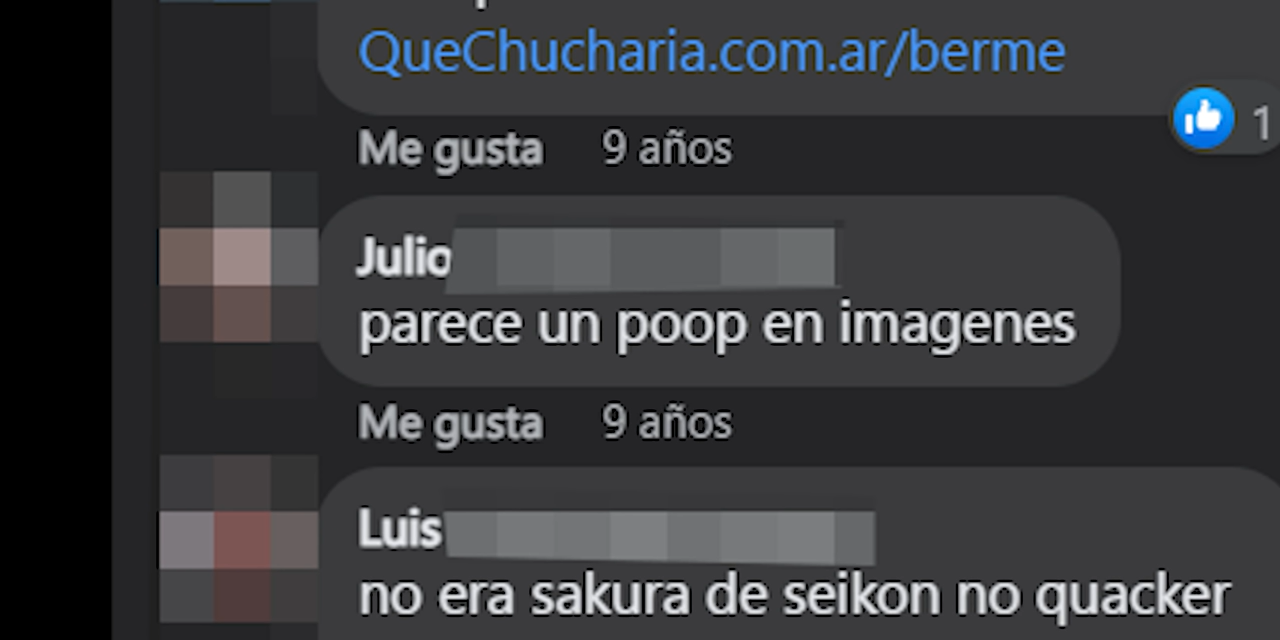 QueChucharia.com.ar/berme
1
Me gusta 9 años
Julio
parece un poop en imagenes
Me gusta 9 años
Luis
no era sakura de seikon no quacker